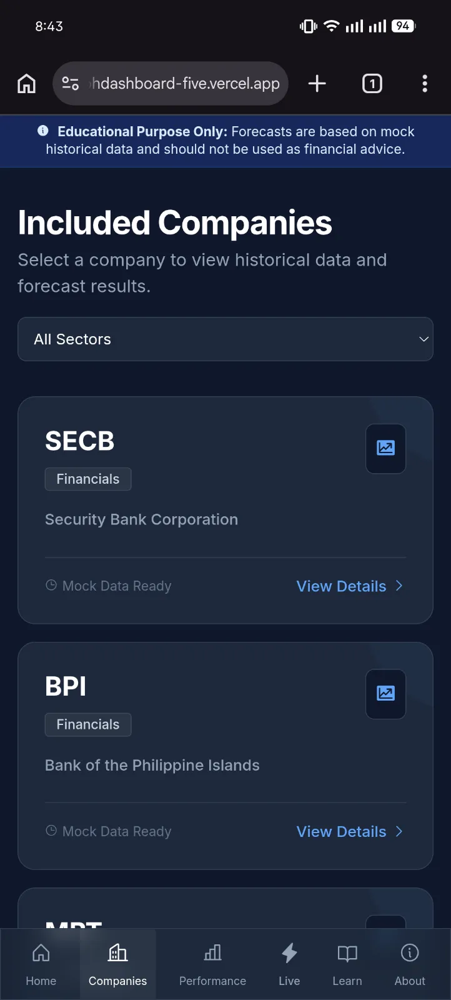 8:43
94
hdashboard-five.vercel.app
1
Educational Purpose Only: Forecasts are based on mock
historical data and should not be used as financial advice.
Included Companies
Select a company to view historical data and
forecast results.
All Sectors
SECB
Financials
Security Bank Corporation
Mock Data Ready
View Details
BPI
Financials
Bank of the Philippine Islands
Mock Data Ready
View Details
Home
Companies
Performance
Live
Learn
About